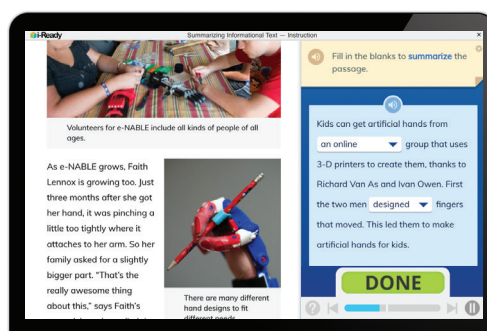 i-Ready
Summarizing Informational Text — Instruction
Volunteers for e-NABLE include all kinds of people of all
ages.
As e-NABLE grows, Faith
Lennox is growing too. Just
three months after she got
her hand, it was pinching a
little too tightly where it
attaches to her arm. So her
family asked for a slightly
bigger part. "That's the
really awesome thing
about this," says Faith's
There are many different
hand designs to fit
different needs
Fill in the blanks to summarize the
passage.
Kids can get artificial hands from
an online group that uses
3-D printers to create them, thanks to
Richard Van As and Ivan Owen. First
the two men designed fingers
that moved. This led them to make
artificial hands for kids.
DONE